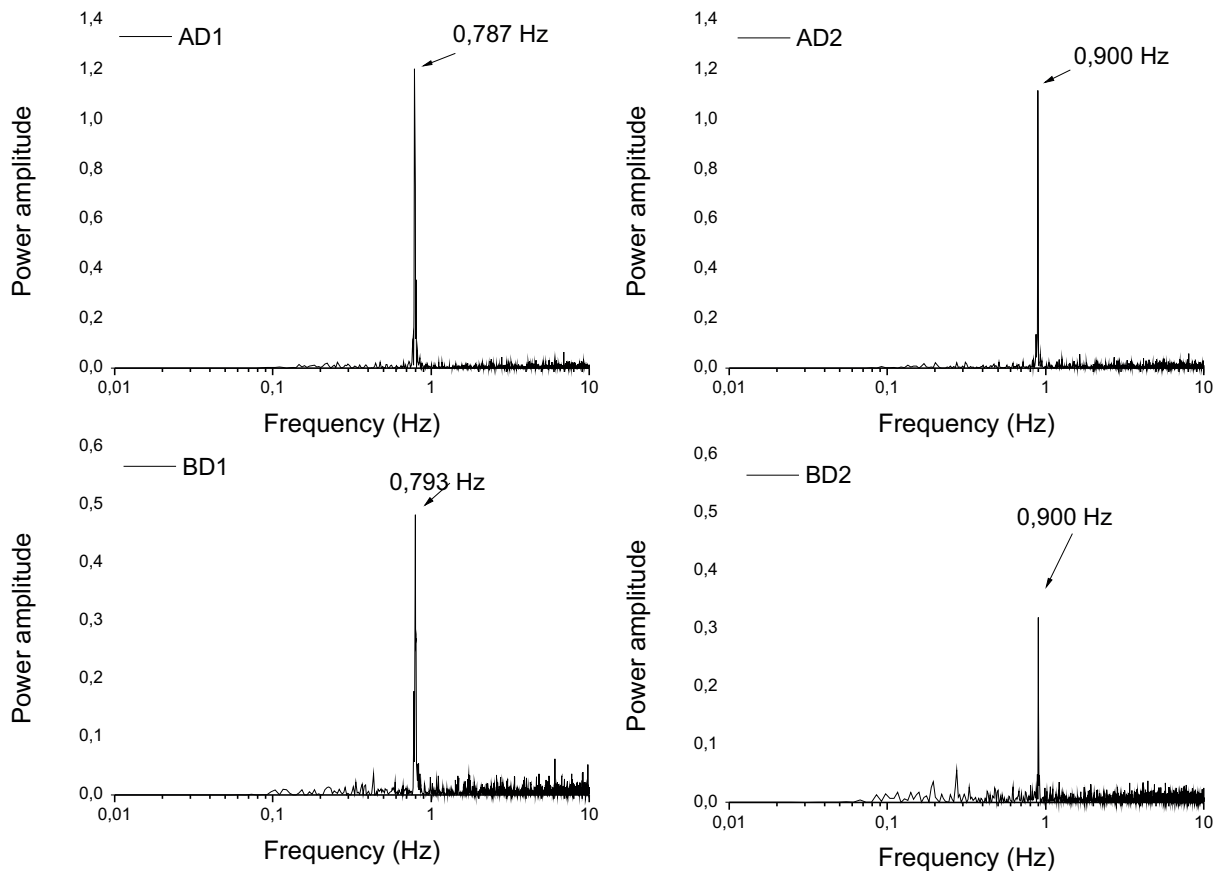 AD1
0,787 Hz
1,4
1,2
1,0
0,8
0,6
0,4
0,2
0,0
Power amplitude
0,01
0,1
1
10
Frequency (Hz)
AD2
0,900 Hz
1,4
1,2
1,0
0,8
0,6
0,4
0,2
0,0
Power amplitude
0,01
0,1
1
10
Frequency (Hz)
BD1
0,793 Hz
0,6
0,5
0,4
0,3
0,2
0,1
0,0
Power amplitude
0,01
0,1
1
10
Frequency (Hz)
BD2
0,900 Hz
0,6
0,5
0,4
0,3
0,2
0,1
0,0
Power amplitude
0,01
0,1
1
10
Frequency (Hz)